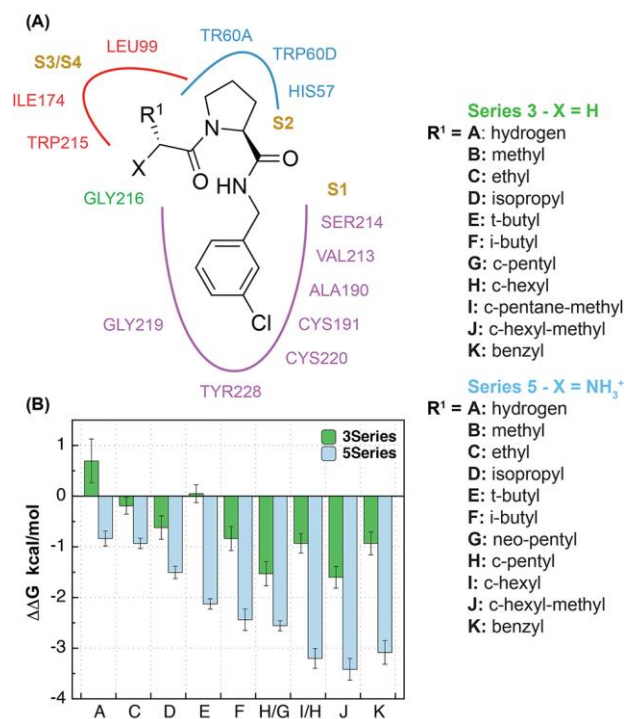 (A)
TR60A
LEU99
TRP60D
S3/S4
HIS57
ILE174
R¹
S2
N
TRP215
X
O
O
NH
GLY216
S1
SER214
VAL213
ALA190
Cl
GLY219
CYS191
CYS220
TYR228
Series 3 - X = H
R¹ = A: hydrogen
B: methyl
C: ethyl
D: isopropyl
E: t-butyl
F: i-butyl
G: c-pentyl
H: c-hexyl
I: c-pentane-methyl
J: c-hexyl-methyl
K: benzyl
Series 5 - X = NH₃⁺
R¹ = A: hydrogen
B: methyl
C: ethyl
D: isopropyl
E: t-butyl
F: i-butyl
G: neo-pentyl
H: c-pentyl
I: c-hexyl
J: c-hexyl-methyl
K: benzyl
(B)
3Series
5Series
ΔΔG kcal/mol
1
0
-1
-2
-3
-4
A C D E F H/G I/H J K